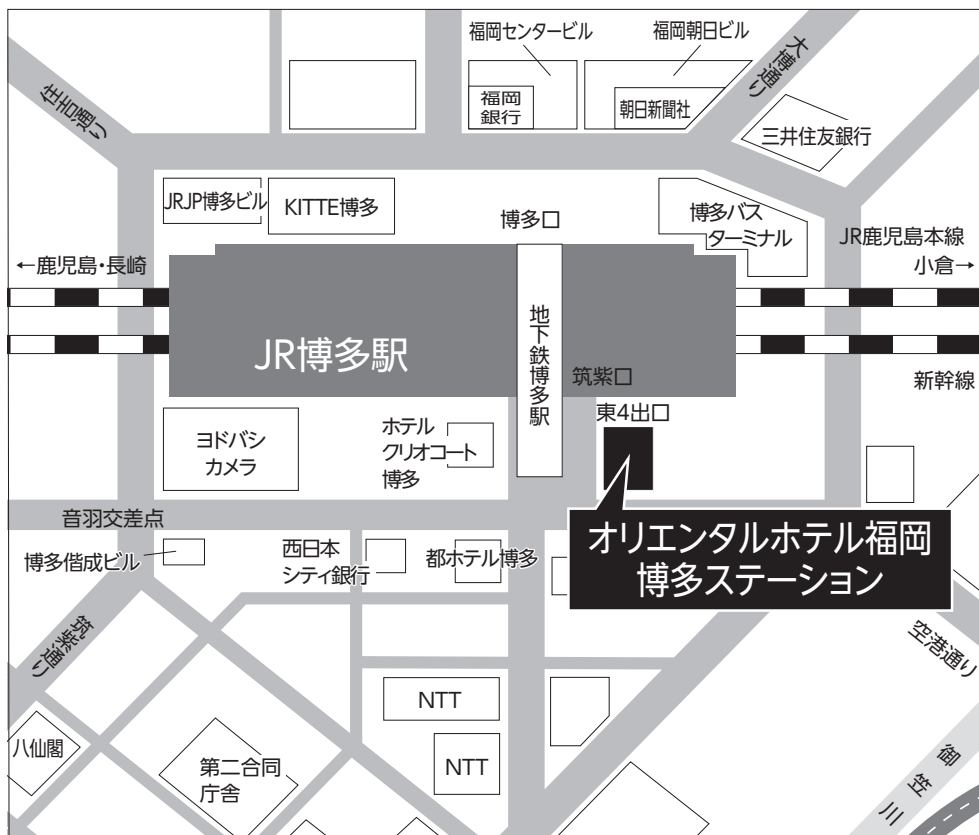 福岡センタービル
福岡朝日ビル
大博通り
住吉通り
福岡
銀行
朝日新聞社
三井住友銀行
JRJP博多ビル
KITTE博多
博多口
博多バス
ターミナル
JR鹿児島本線
←鹿児島・長崎
小倉→
JR博多駅
地下鉄博多駅
筑紫口
新幹線
東4出口
ヨドバシ
カメラ
ホテル
クリオコート
博多
音羽交差点
オリエンタルホテル福岡
博多ステーション
博多偕成ビル
西日本
シティ銀行
都ホテル博多
筑紫通り
空港通り
NTT
八仙閣
第二合同
庁舎
NTT
御笠川